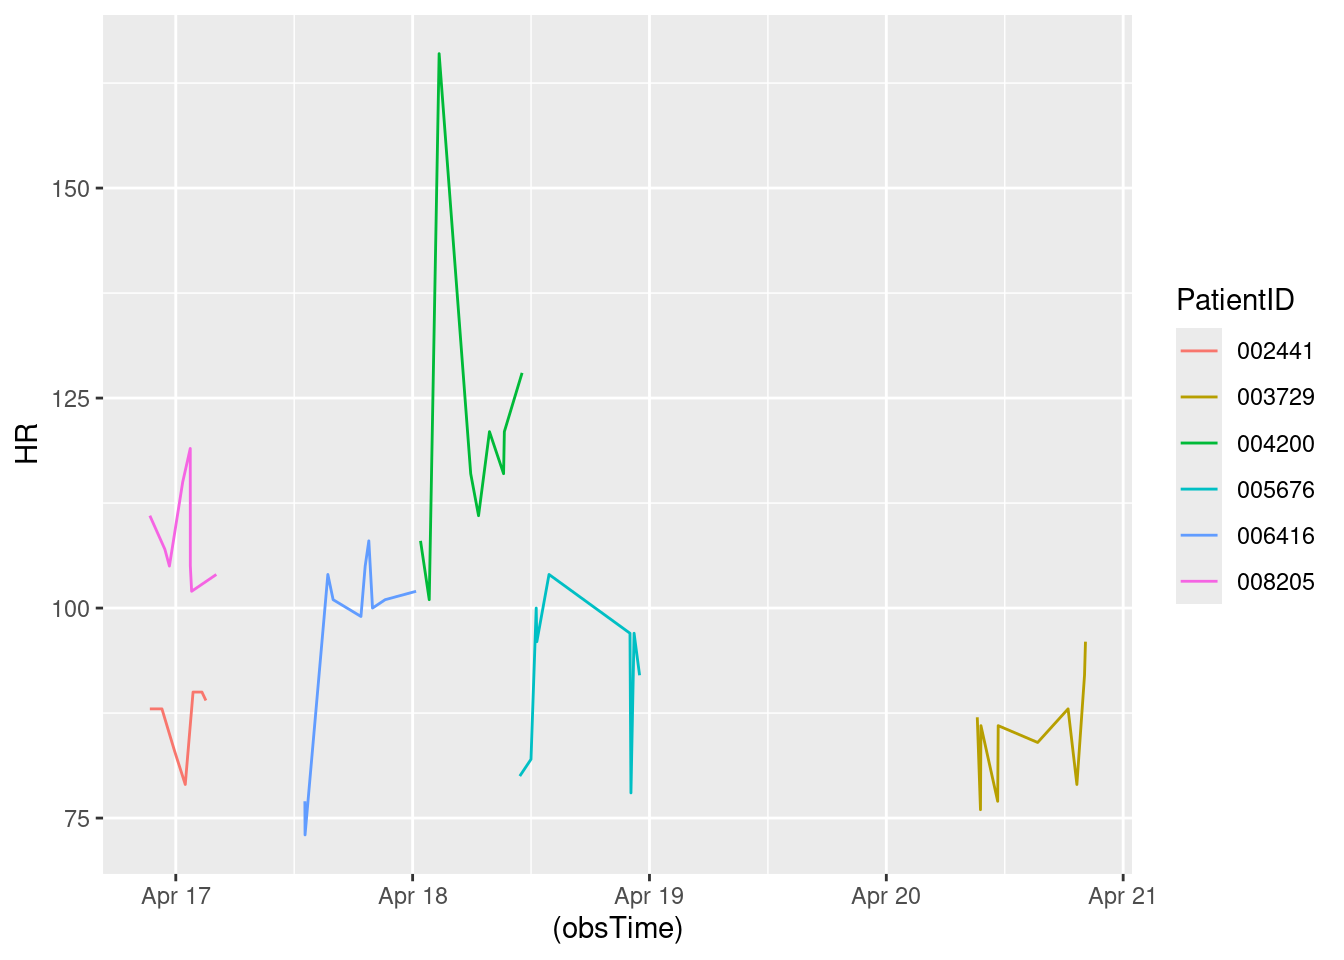 HR
150
125
100
75
Apr 17
Apr 18
Apr 19
Apr 20
Apr 21
(obsTime)
PatientID
002441
003729
004200
005676
006416
008205